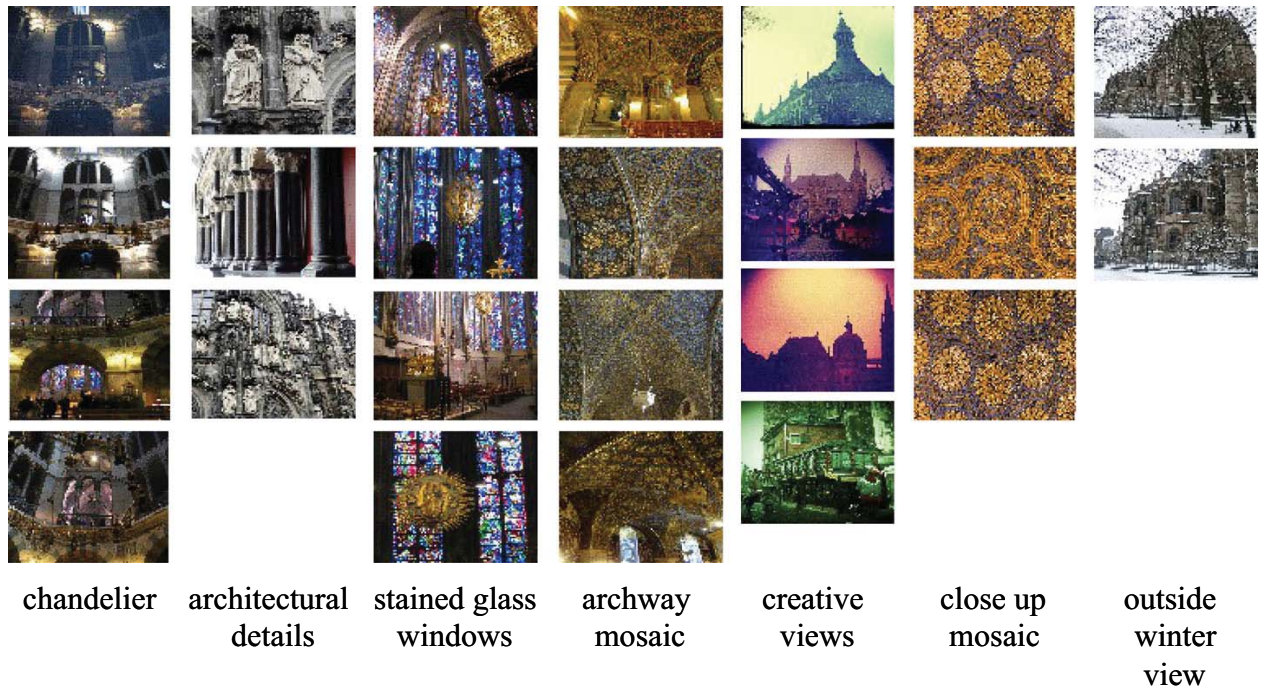 chandelier
architectural
details
stained glass
windows
archway
mosaic
creative
views
close up
mosaic
outside
winter
view